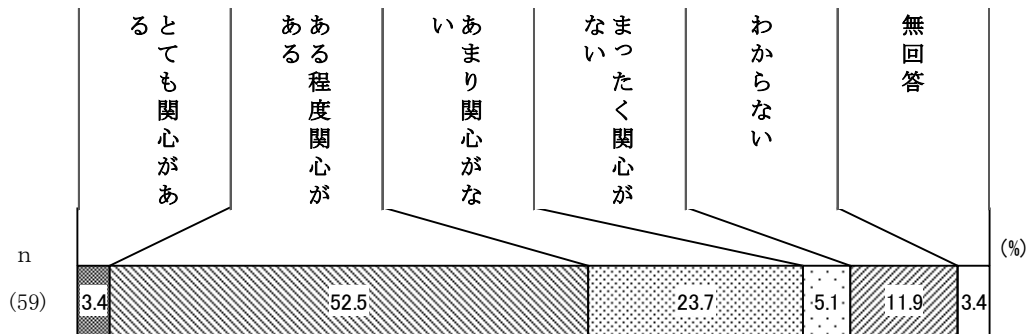 とても関心があ
る
ある程度関心が
ある
あまり関心がな
い
まったく関心が
ない
わからない
無回答
(%)
n
(59)
3.4
52.5
23.7
5.1
11.9
3.4